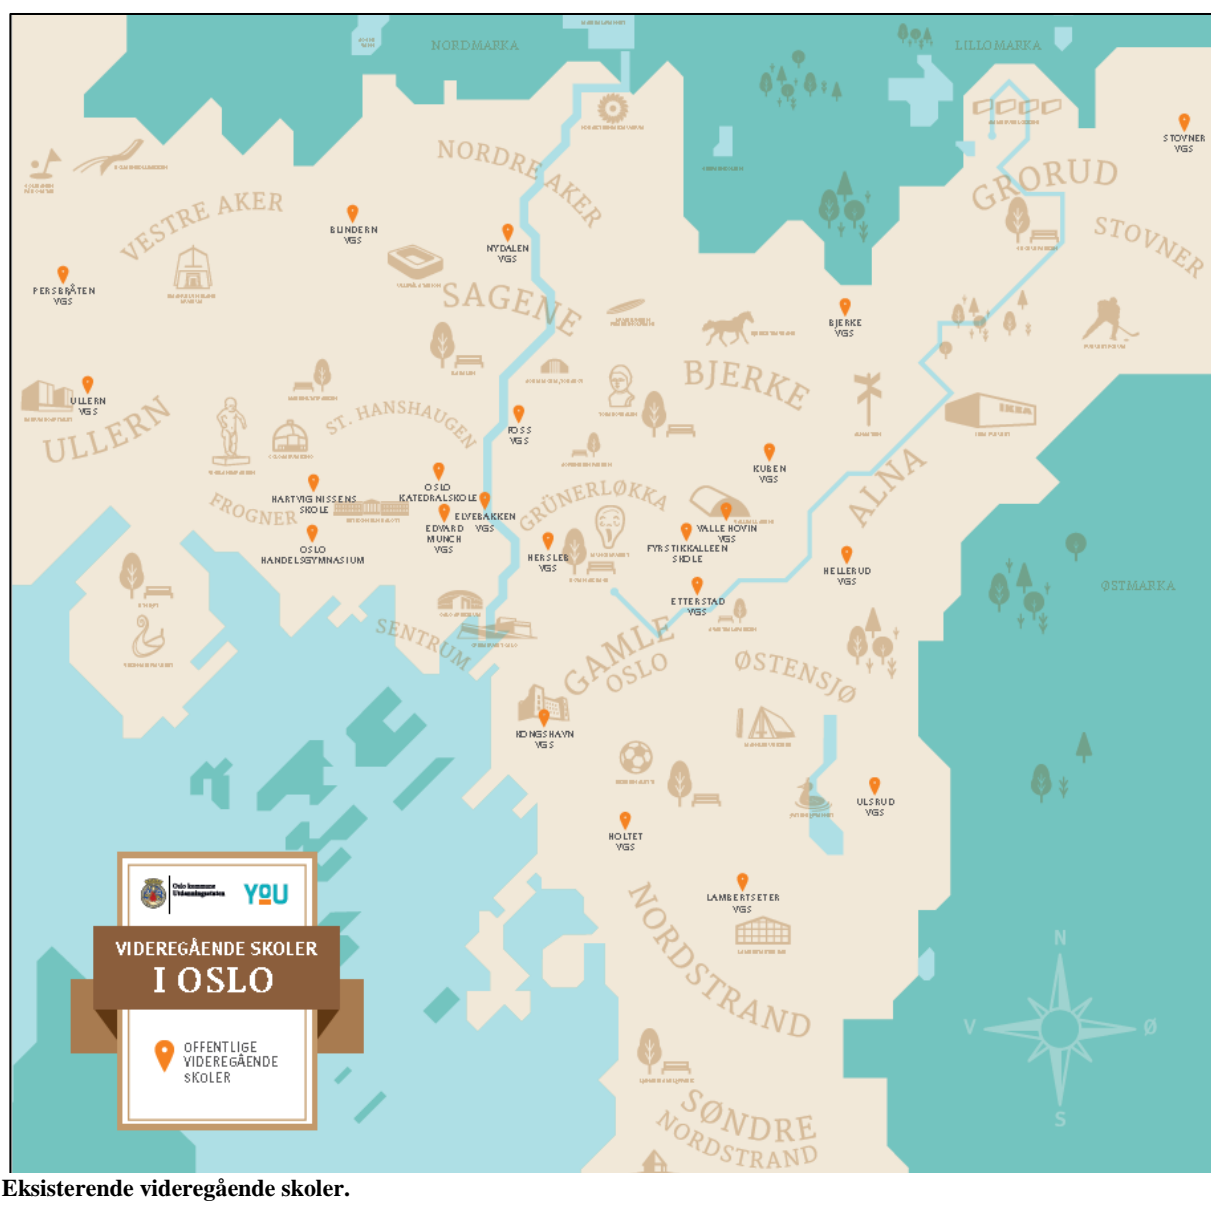 NORDMARKA
LILLOMARKA
STOVNER
VGS
NORDRE AKER
GRORUD
VESTRE AKER
BLINDERN
VGS
STOVNER
NYDALEN
VGS
PERSBRÅTEN
VGS
SAGENE
BJERKE
VGS
BJERKE
ULLERN
VGS
IKEA
ULLERN
ST. HANSHAUGEN
FOSS
VGS
KUBEN
VGS
ALNA
OSLO
KATEDRALSKOLE
HARTVIG NISSENS
SKOLE
GRÜNERLØKKA
FROGNER
ELVEBAKKEN
VGS
EDVARD
MUNCH
VGS
VALLE HOVIN
VGS
FYRSTIKKALLEEN
SKOLE
OSLO
HANDELSGYMNASIUM
HERSLEB
VGS
HELLERUD
VGS
ØSTMARKA
ETTERSTAD
VGS
SENTRUM
GAMLE
OSLO
ØSTENSJØ
KONGSHAVN
VGS
ULSRUD
VGS
HOLTET
VGS
LAMBERTSETER
VGS
NORDSTRAND
Oslo kommune
Utdanningsetaten
YOU
VIDEREGÅENDE SKOLER
I OSLO
OFFENTLIGE
VIDEREGÅENDE
SKOLER
N
V
Ø
S
SØNDRE
NORDSTRAND
Eksisterende videregående skoler.